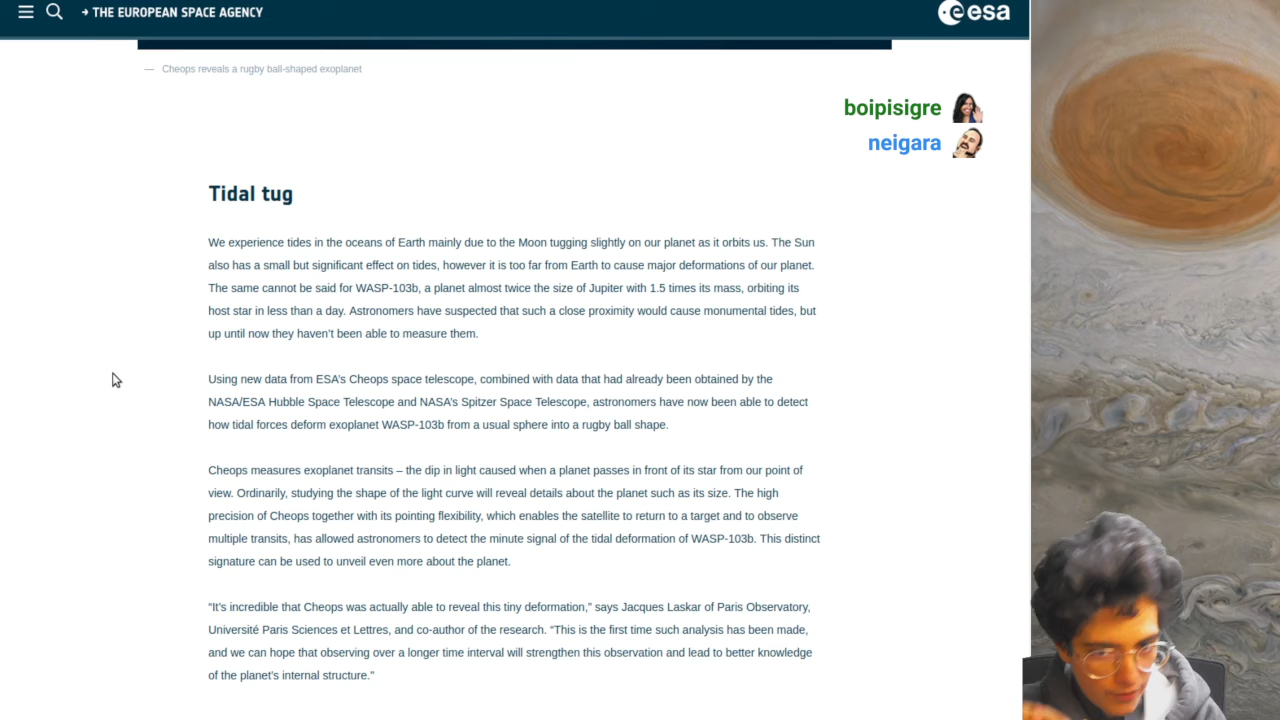 → THE EUROPEAN SPACE AGENCY
esa
— Cheops reveals a rugby ball-shaped exoplanet
boipisigre
neigara
Tidal tug
We experience tides in the oceans of Earth mainly due to the Moon tugging slightly on our planet as it orbits us. The Sun
also has a small but significant effect on tides, however it is too far from Earth to cause major deformations of our planet.
The same cannot be said for WASP-103b, a planet almost twice the size of Jupiter with 1.5 times its mass, orbiting its
host star in less than a day. Astronomers have suspected that such a close proximity would cause monumental tides, but
up until now they haven’t been able to measure them.
Using new data from ESA’s Cheops space telescope, combined with data that had already been obtained by the
NASA/ESA Hubble Space Telescope and NASA’s Spitzer Space Telescope, astronomers have now been able to detect
how tidal forces deform exoplanet WASP-103b from a usual sphere into a rugby ball shape.
Cheops measures exoplanet transits – the dip in light caused when a planet passes in front of its star from our point of
view. Ordinarily, studying the shape of the light curve will reveal details about the planet such as its size. The high
precision of Cheops together with its pointing flexibility, which enables the satellite to return to a target and to observe
multiple transits, has allowed astronomers to detect the minute signal of the tidal deformation of WASP-103b. This distinct
signature can be used to unveil even more about the planet.
“It’s incredible that Cheops was actually able to reveal this tiny deformation,” says Jacques Laskar of Paris Observatory,
Université Paris Sciences et Lettres, and co-author of the research. “This is the first time such analysis has been made,
and we can hope that observing over a longer time interval will strengthen this observation and lead to better knowledge
of the planet’s internal structure.”